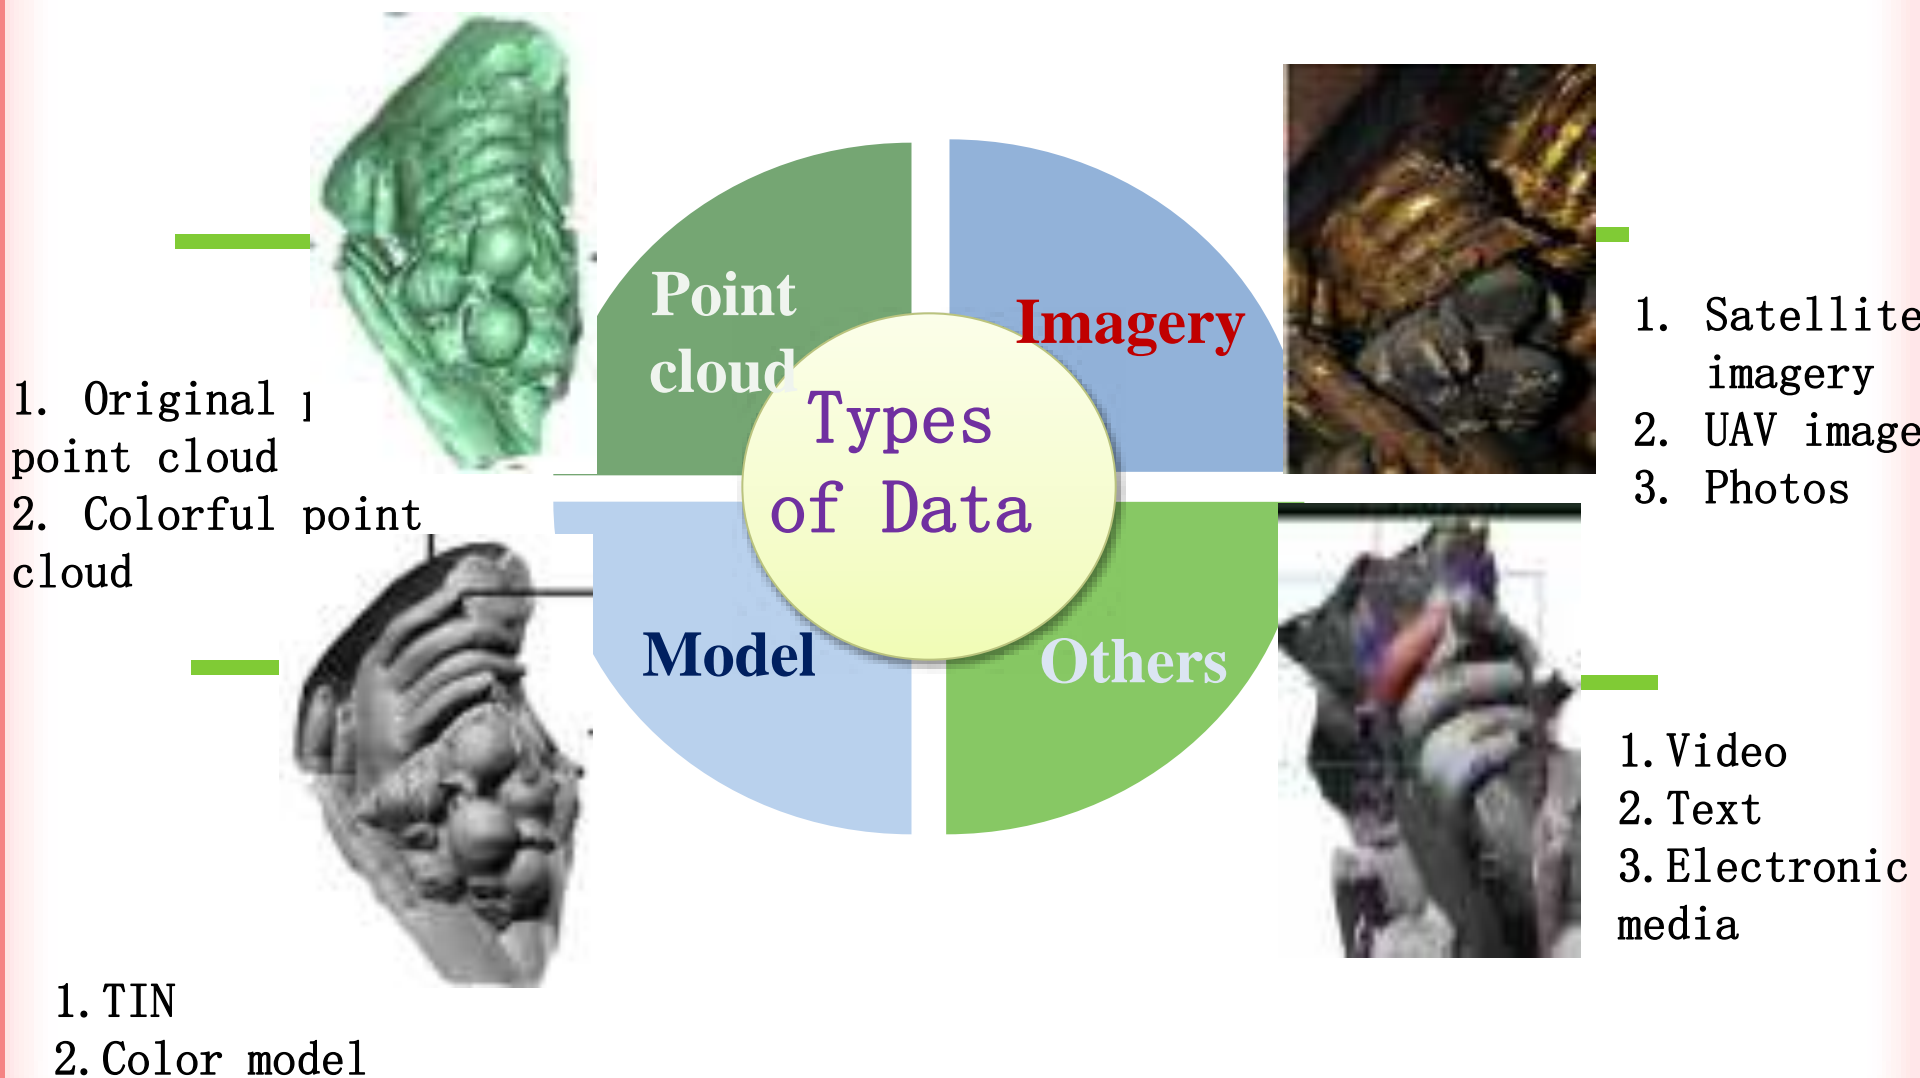 Point
cloud
Imagery
Types
of Data
Model
Others
1. Original
point cloud
2. Colorful point
cloud
1. Satellite
imagery
2. UAV image
3. Photos
1.TIN
2.Color model
1.Video
2.Text
3.Electronic
media